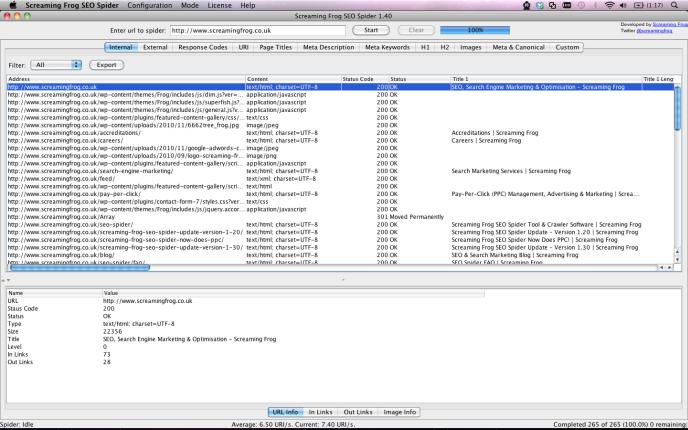 Screaming Frog SEO Spider Configuration Mode License Help (1:17)
Screaming Frog SEO Spider 1.40
Enter url to spider: http://www.screamingfrog.co.uk Start Clear 100%
Developed by Screaming Frog
Twitter @screamingfrog
Internal External Response Codes URI Page Titles Meta Description Meta Keywords H1 H2 Images Meta & Canonical Custom
Filter: All Export
Address Content Status Code Status Title 1 Title 1 Leng
http://www.screamingfrog.co.uk text/html; charset=UTF-8 200 OK SEO, Search Engine Marketing & Optimisation - Screaming Frog
http://www.screamingfrog.co.uk/wp-content/themes/Frog/includes/js/dim.js?ver=... application/javascript 200 OK
http://www.screamingfrog.co.uk/wp-content/themes/Frog/includes/js/superfish.js?... application/javascript 200 OK
http://www.screamingfrog.co.uk/wp-content/themes/Frog/includes/js/general.js?v... application/javascript 200 OK
http://www.screamingfrog.co.uk/wp-content/plugins/featured-content-gallery/css/... text/css 200 OK
http://www.screamingfrog.co.uk/wp-content/uploads/2010/11/6662tree_frog.jpg image/jpeg 200 OK
http://www.screamingfrog.co.uk/accreditations/ text/html; charset=UTF-8 200 OK Accreditations | Screaming Frog
http://www.screamingfrog.co.uk/careers/ text/html; charset=UTF-8 200 OK Careers | Screaming Frog
http://www.screamingfrog.co.uk/wp-content/uploads/2010/11/google-adwords-c... image/jpeg 200 OK
http://www.screamingfrog.co.uk/wp-content/uploads/2010/09/logo-screaming-fr... image/png 200 OK
http://www.screamingfrog.co.uk/wp-content/plugins/featured-content-gallery/scri... application/javascript 200 OK
http://www.screamingfrog.co.uk/search-engine-marketing/ text/html; charset=UTF-8 200 OK Search Marketing Services | Screaming Frog
http://www.screamingfrog.co.uk/feed/ text/xml; charset=UTF-8 200 OK
http://www.screamingfrog.co.uk/wp-content/plugins/featured-content-gallery/scri... text/html 200 OK
http://www.screamingfrog.co.uk/pay-per-click/ text/html; charset=UTF-8 200 OK Pay-Per-Click (PPC) Management, Advertising & Marketing | Screa...
http://www.screamingfrog.co.uk/wp-content/plugins/contact-form-7/styles.css?ver... text/css 200 OK
http://www.screamingfrog.co.uk/wp-content/themes/Frog/includes/js/jquery.accor... application/javascript 200 OK
http://www.screamingfrog.co.uk/Array 301 Moved Permanently
http://www.screamingfrog.co.uk/seo-spider/ text/html; charset=UTF-8 200 OK Screaming Frog SEO Spider Tool & Crawler Software | Screaming Frog
http://www.screamingfrog.co.uk/screaming-frog-seo-spider-update-version-1-20/ text/html; charset=UTF-8 200 OK Screaming Frog SEO Spider Update - Version 1.20 | Screaming Frog
http://www.screamingfrog.co.uk/screaming-frog-seo-spider-now-does-ppc/ text/html; charset=UTF-8 200 OK Screaming Frog SEO Spider Now Does PPC! | Screaming Frog
http://www.screamingfrog.co.uk/screaming-frog-seo-spider-update-version-1-30/ text/html; charset=UTF-8 200 OK Screaming Frog SEO Spider Update - Version 1.30 | Screaming Frog
http://www.screamingfrog.co.uk/blog/ text/html; charset=UTF-8 200 OK SEO & Search Marketing Blog | Screaming Frog
http://www.screamingfrog.co.uk/seo-spider/faq/ text/html; charset=UTF-8 200 OK SEO Spider FAQ | Screaming Frog
Name Value
URL http://www.screamingfrog.co.uk
Staus Code 200
Status OK
Type text/html; charset=UTF-8
Size 22356
Title SEO, Search Engine Marketing & Optimisation - Screaming Frog
Level 0
In Links 73
Out Links 28
URL Info In Links Out Links Image Info
Spider: Idle Average: 6.50 URI/s. Current: 7.40 URI/s. Completed 265 of 265 (100.0%) 0 remaining